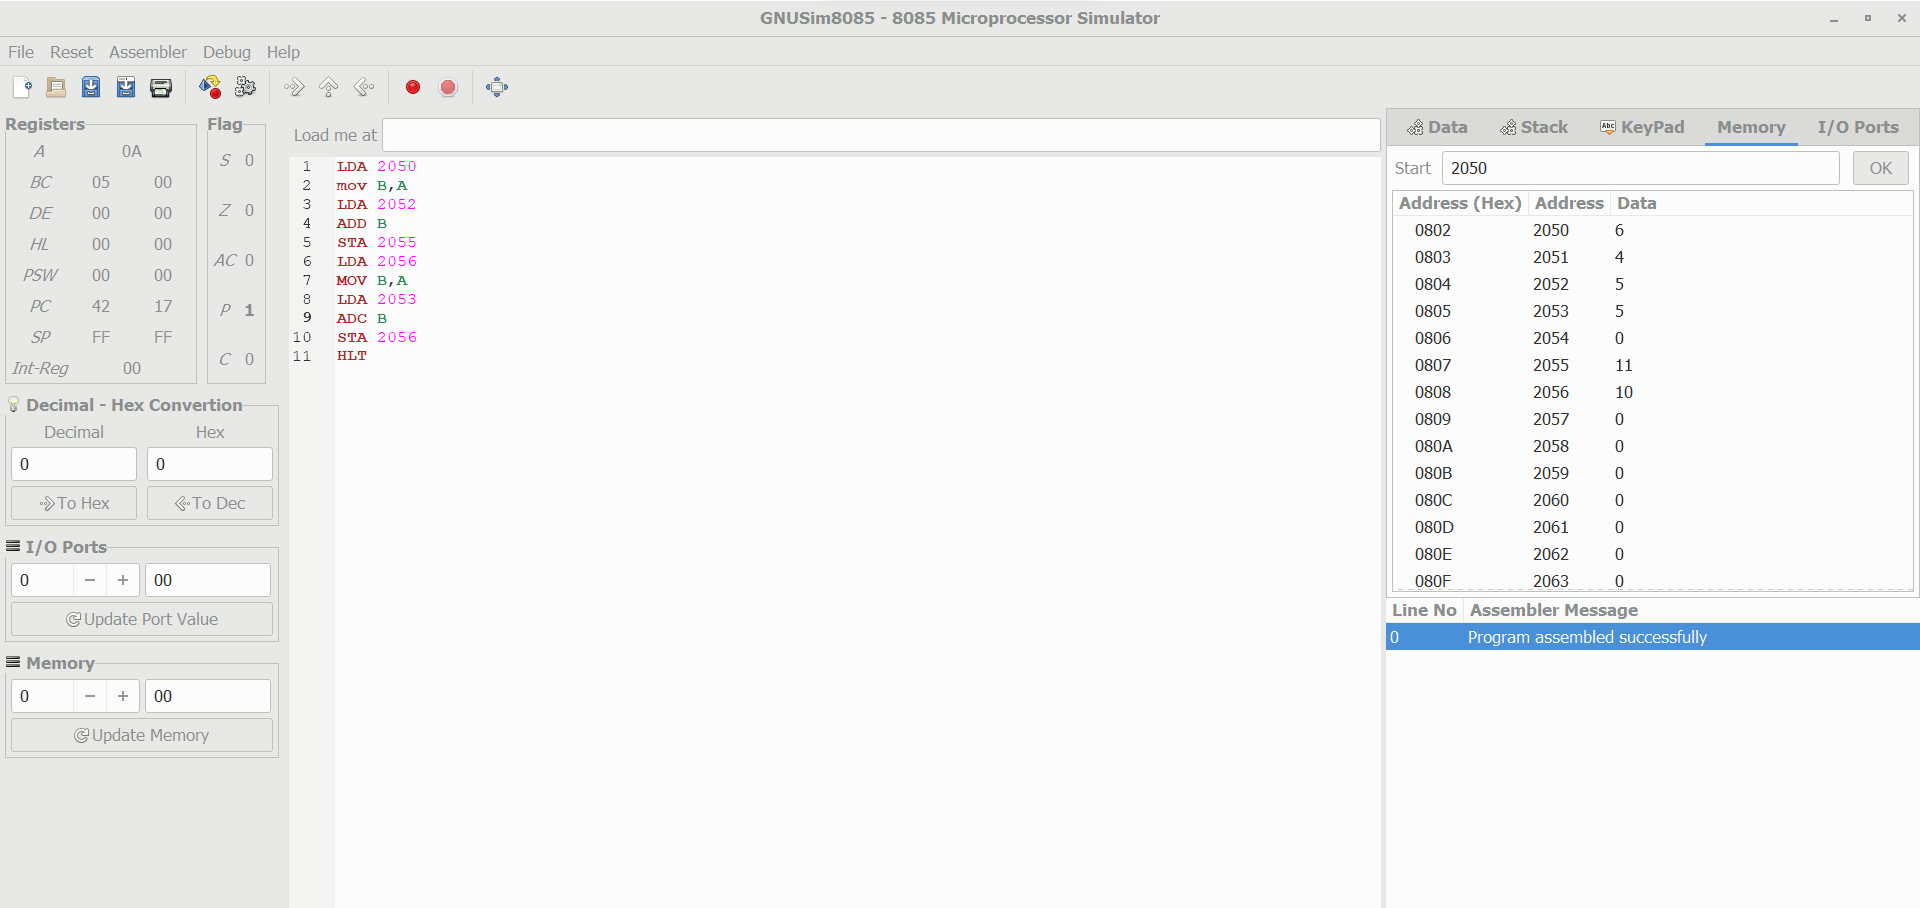 GNUSim8085 - 8085 Microprocessor Simulator
File Reset Assembler Debug Help
Registers
A 0A
BC 05 00
DE 00 00
HL 00 00
PSW 00 00
PC 42 17
SP FF FF
Int-Reg 00
Flag
S 0
Z 0
AC 0
P 1
C 0
Decimal - Hex Convertion
Decimal Hex
0 0
To Hex To Dec
I/O Ports
0 − + 00
Update Port Value
Memory
0 − + 00
Update Memory
Load me at
1 LDA 2050
2 mov B,A
3 LDA 2052
4 ADD B
5 STA 2055
6 LDA 2056
7 MOV B,A
8 LDA 2053
9 ADC B
10 STA 2056
11 HLT
Data Stack Abc KeyPad Memory I/O Ports
Start 2050 OK
Address (Hex) Address Data
0802 2050 6
0803 2051 4
0804 2052 5
0805 2053 5
0806 2054 0
0807 2055 11
0808 2056 10
0809 2057 0
080A 2058 0
080B 2059 0
080C 2060 0
080D 2061 0
080E 2062 0
080F 2063 0
Line No Assembler Message
0 Program assembled successfully